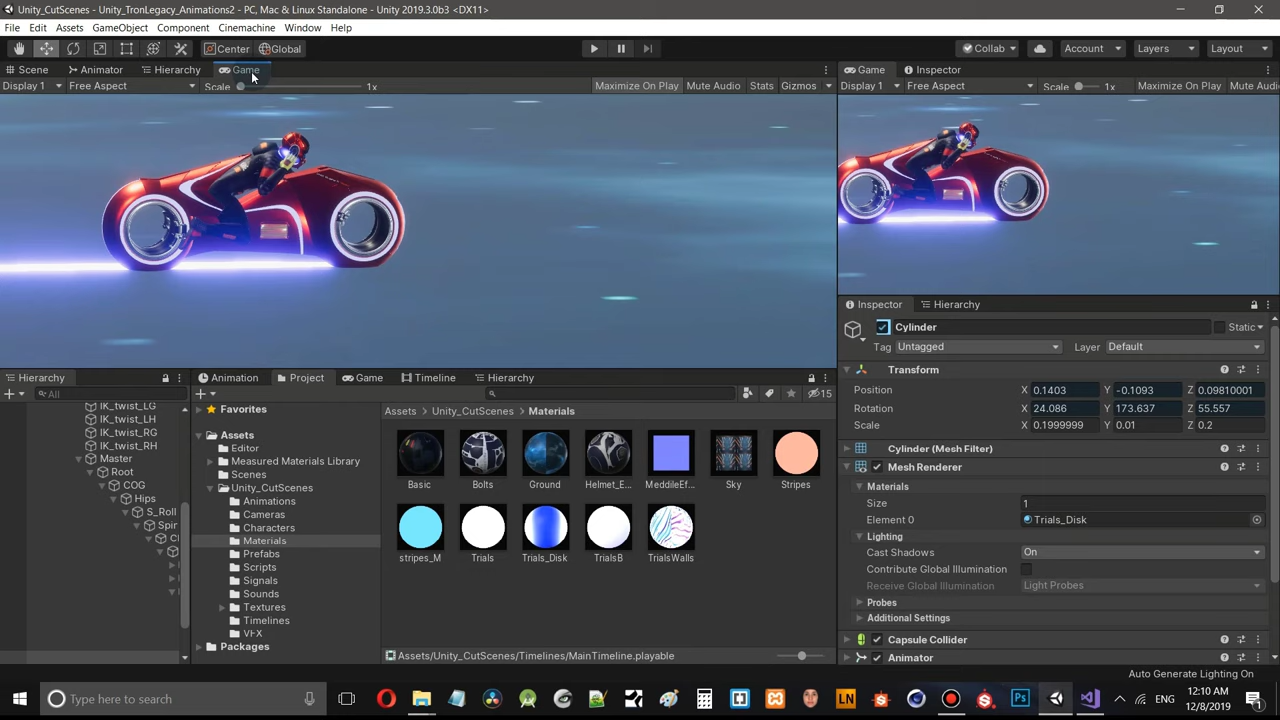 Unity_CutScenes - Unity_TronLegacy_Animations2 - PC, Mac & Linux Standalone - Unity 2019.3.0b3 <DX11>
File Edit Assets GameObject Component Cinemachine Window Help
Center Global Collab Account Layers Layout
Scene Animator Hierarchy Game Game Inspector
Display 1 Free Aspect Scale 1x Maximize On Play Mute Audio Stats Gizmos Display 1 Free Aspect Scale 1x Maximize On Play Mute Audi
Inspector Hierarchy
Cylinder Static
Tag Untagged Layer Default
Transform
Position X 0.1403 Y -0.1093 Z 0.09810001
Rotation X 24.086 Y 173.637 Z 55.557
Scale X 0.1999999 Y 0.01 Z 0.2
Cylinder (Mesh Filter)
Mesh Renderer
Materials
Size 1
Element 0 Trials_Disk
Lighting
Cast Shadows On
Contribute Global Illumination
Receive Global Illumination Light Probes
Probes
Additional Settings
Capsule Collider
Animator
Auto Generate Lighting On
Hierarchy
All
IK_twist_LG
IK_twist_LH
IK_twist_RG
IK_twist_RH
Master
Root
COG
Hips
S_Roll
Spir
Animation Project Game Timeline Hierarchy
15
Favorites
Assets
Editor
Measured Materials Library
Scenes
Unity_CutScenes
Animations
Cameras
Characters
Materials
Prefabs
Scripts
Signals
Sounds
Textures
Timelines
VFX
Packages
Assets > Unity_CutScenes > Materials
Basic Bolts Ground Helmet_E... MeddileEf... Sky Stripes
stripes_M Trials Trials_Disk TrialsB TrialsWalls
Assets/Unity_CutScenes/Timelines/MainTimeline.playable
Type here to search
LN
Ps
ENG
12:10 AM
12/8/2019